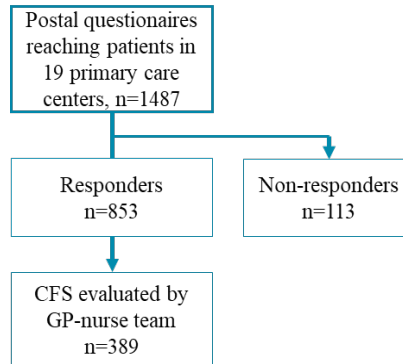 Postal questionaires
reaching patients in
19 primary care
centers, n=1487
Responders
n=853
Non-responders
n=113
CFS evaluated by
GP-nurse team
n=389